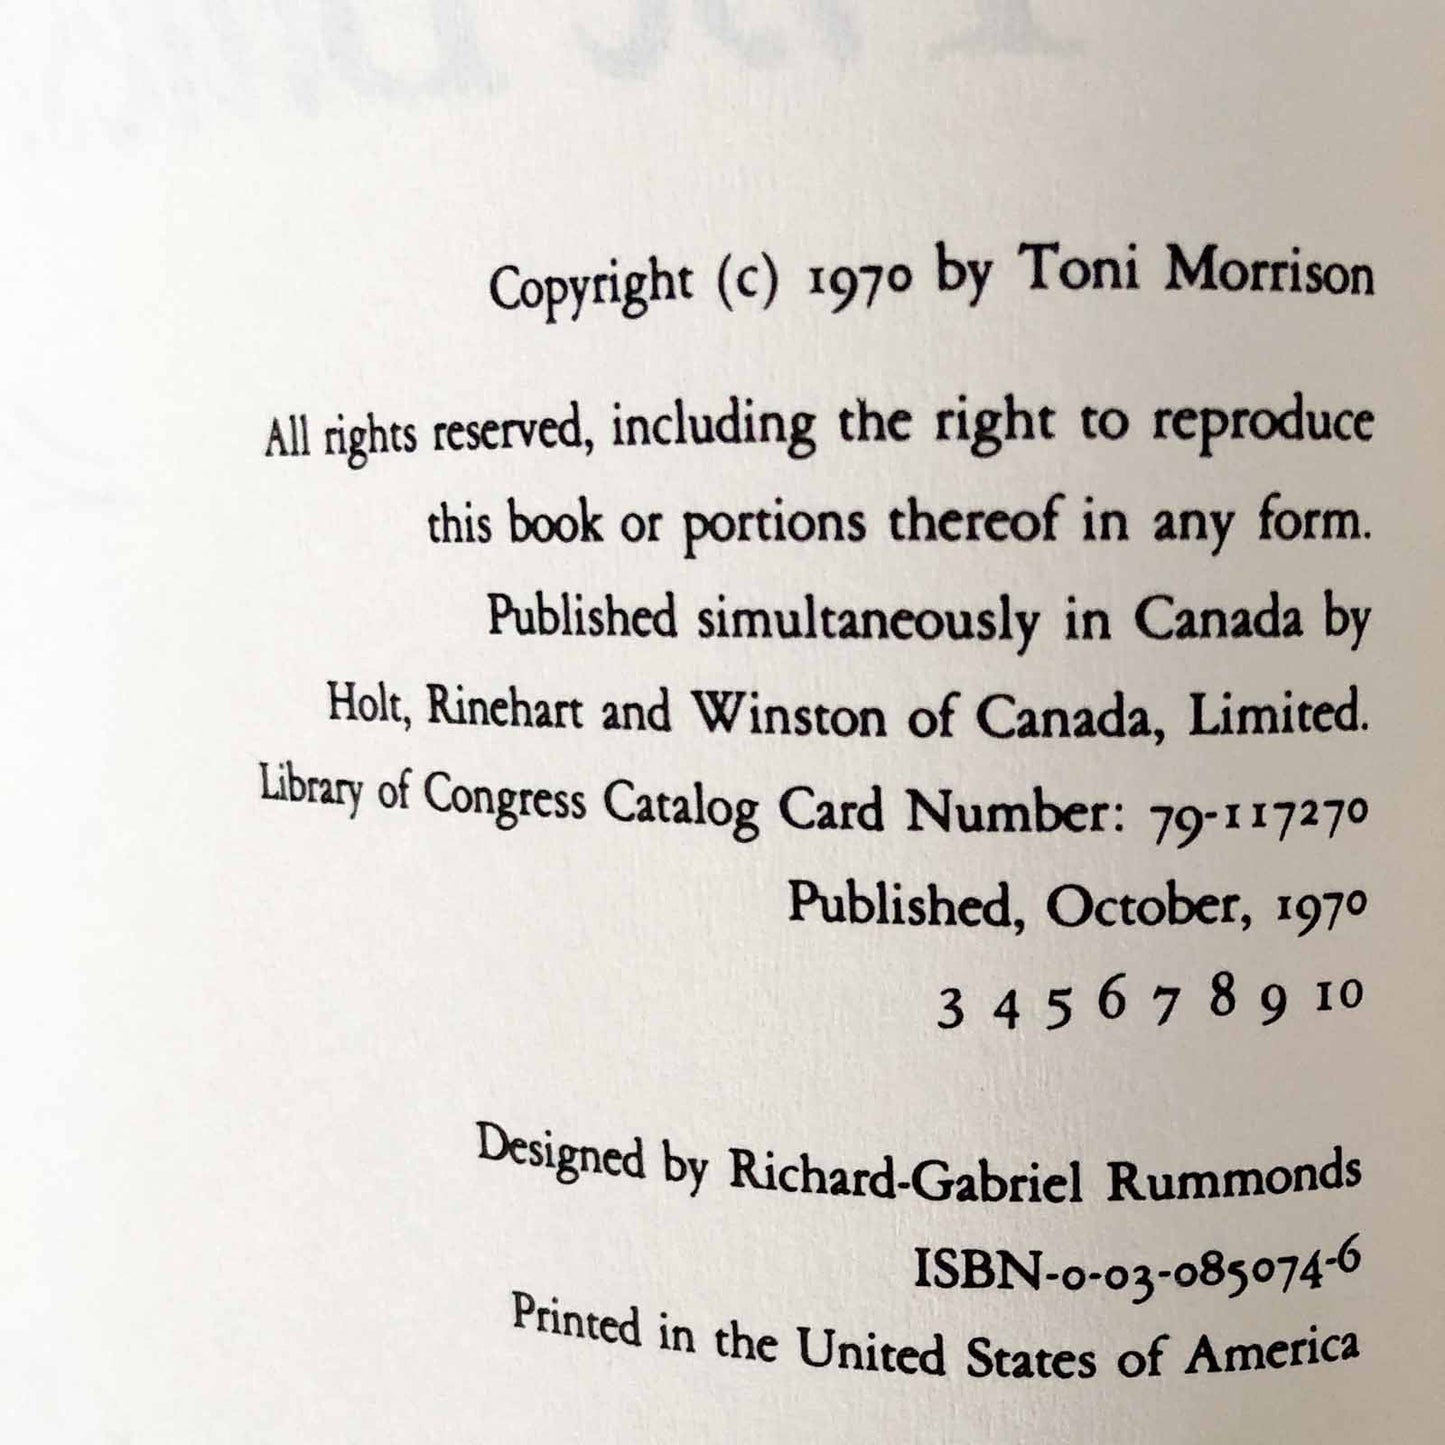 Copyright (c) 1970 by Toni Morrison
All rights reserved, including the right to reproduce
this book or portions thereof in any form.
Published simultaneously in Canada by
Holt, Rinehart and Winston of Canada, Limited.
Library of Congress Catalog Card Number: 79-117270
Published, October, 1970
3 4 5 6 7 8 9 10
Designed by Richard-Gabriel Rummonds
ISBN-0-03-085074-6
Printed in the United States of America